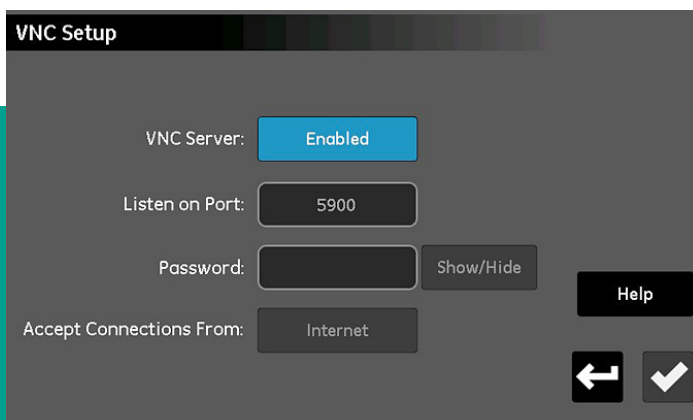 VNC Setup
VNC Server: Enabled
Listen on Port: 5900
Password: Show/Hide
Help
Accept Connections From: Internet